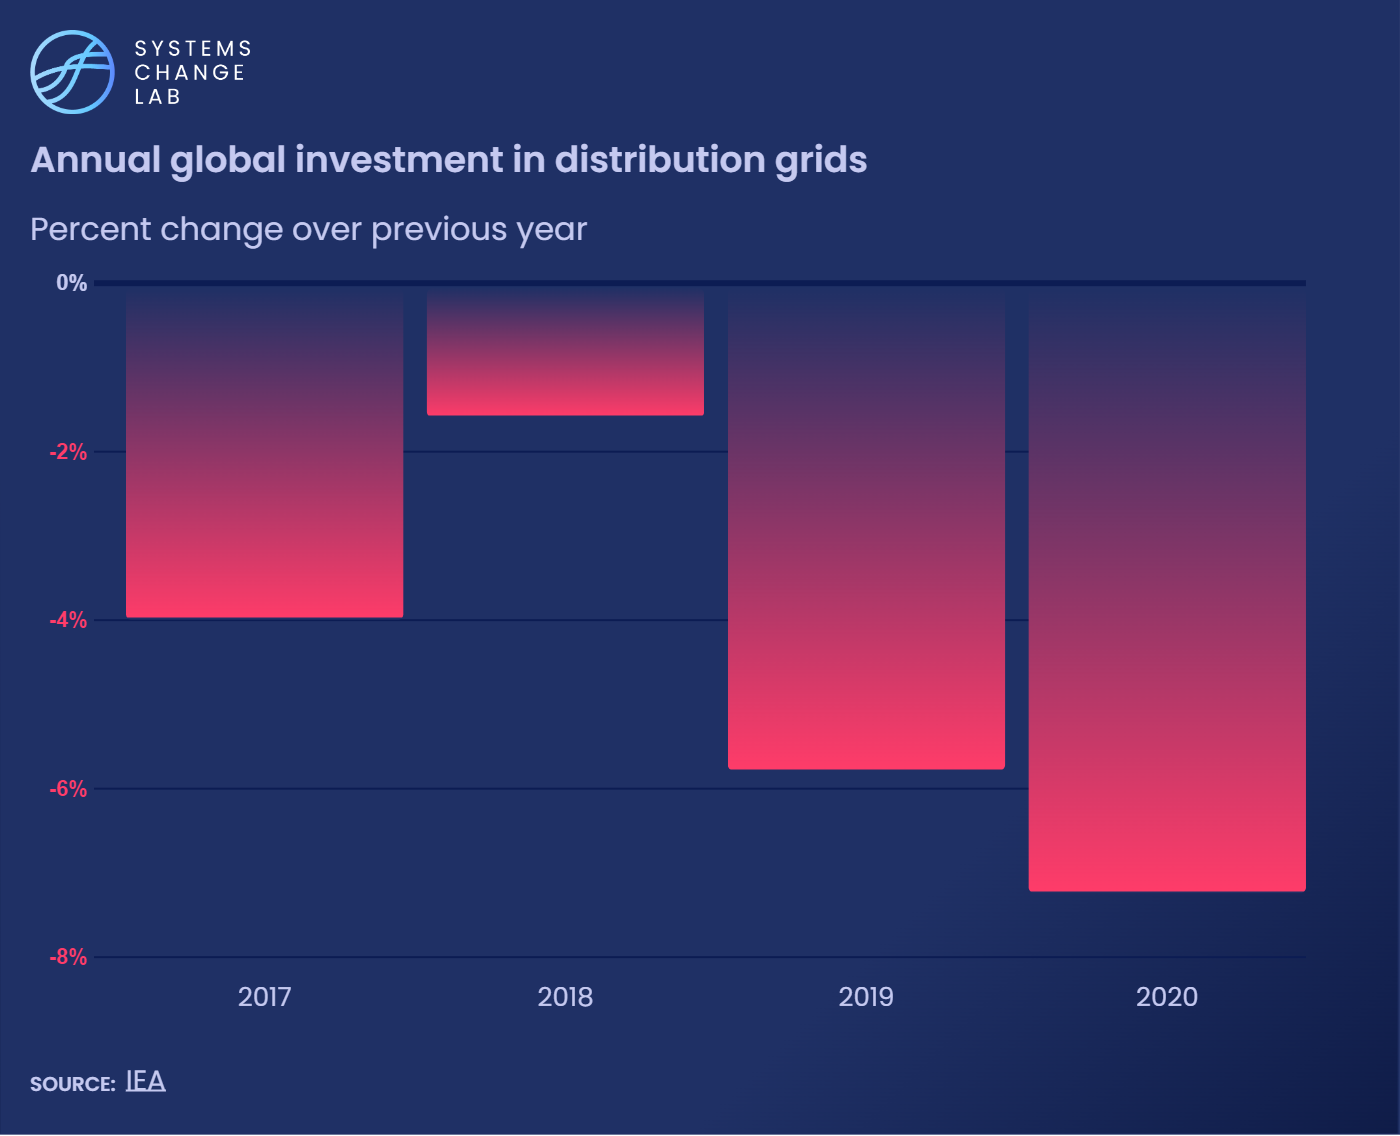 SYSTEMS
CHANGE
LAB
Annual global investment in distribution grids
Percent change over previous year
0%
-2%
-4%
-6%
-8%
2017 2018 2019 2020
SOURCE: IEA